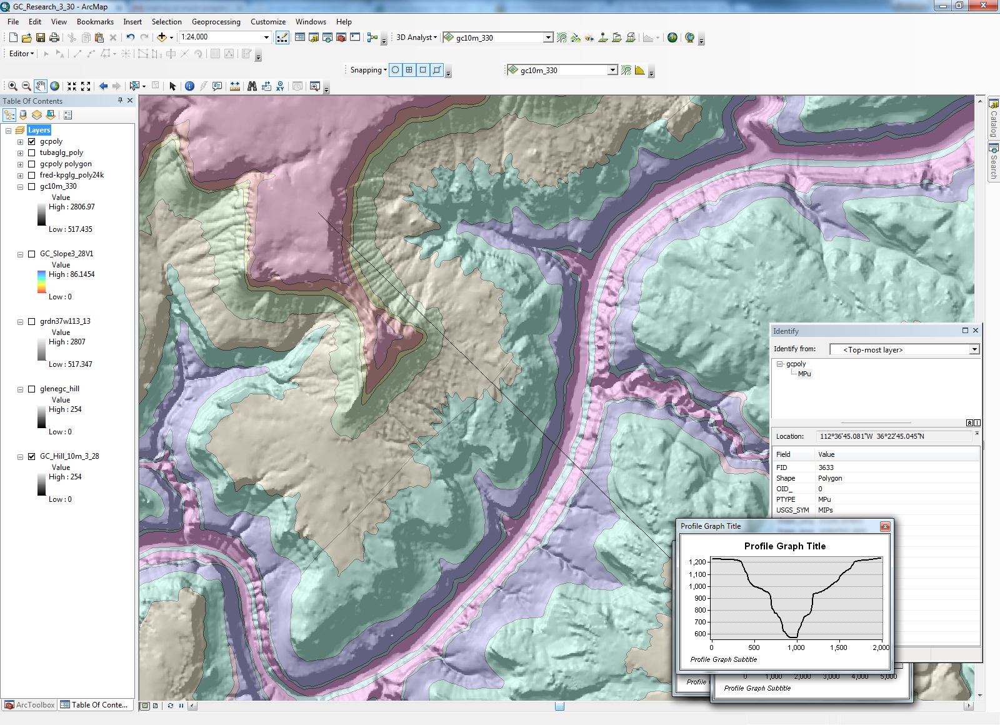 GC_Research_3_30 - ArcMap
File Edit View Bookmarks Insert Selection Geoprocessing Customize Windows Help
1:24,000
3D Analyst
gc10m_330
Editor
Snapping
gc10m_330
XY
Table Of Contents
Layers
gcpoly
tubaglg_poly
gcpoly polygon
fred-kpglg_poly24k
gc10m_330
Value
High : 2806.97
Low : 517.435
GC_Slope3_28V1
Value
High : 86.1454
Low : 0
grdn37w113_13
Value
High : 2807
Low : 517.347
glenegc_hill
Value
High : 254
Low : 0
GC_Hill_10m_3_28
Value
High : 254
Low : 0
ArcToolbox
Table Of Conte...
Catalog
Search
Identify
Identify from: <Top-most layer>
gcpoly
MPu
Location: 112°36'45.081"W 36°22'45.045"N
Field Value
FID 3633
Shape Polygon
OID_ 0
PTYPE MPu
USGS_SYM MIPs
Profile Graph Title
Profile Graph Title
1,200
1,100
1,000
900
800
700
600
0 500 1,000 1,500 2,000
Profile Graph Subtitle
0 1,000 2,000 3,000 4,000 5,000
Profile
Profile Graph Subtitle